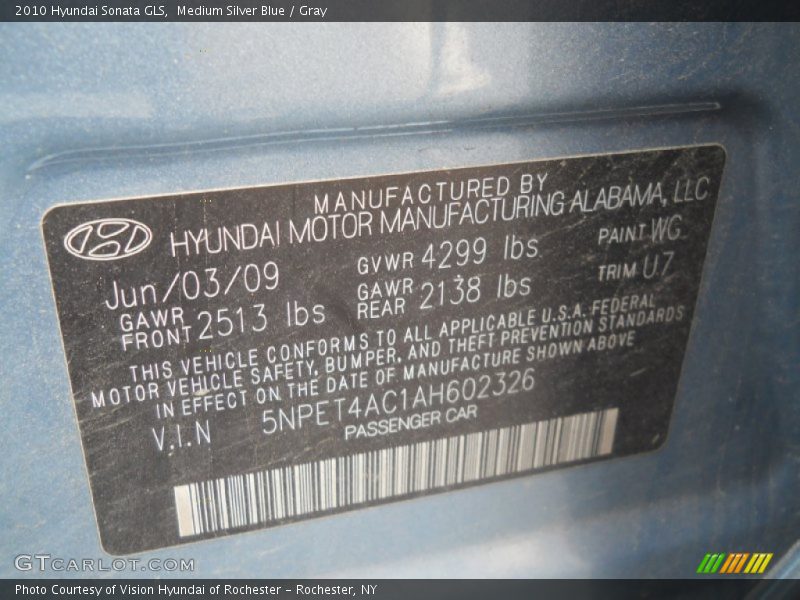 2010 Hyundai Sonata GLS, Medium Silver Blue / Gray
MANUFACTURED BY
HYUNDAI MOTOR MANUFACTURING ALABAMA, LLC
Jun/03/09 GVWR 4299 lbs PAINT WG
GAWR FRONT 2513 lbs GAWR REAR 2138 lbs TRIM U7
THIS VEHICLE CONFORMS TO ALL APPLICABLE U.S.A. FEDERAL
MOTOR VEHICLE SAFETY, BUMPER, AND THEFT PREVENTION STANDARDS
IN EFFECT ON THE DATE OF MANUFACTURE SHOWN ABOVE
V.I.N 5NPET4AC1AH602326
PASSENGER CAR
GTCARLOT.COM
Photo Courtesy of Vision Hyundai of Rochester - Rochester, NY